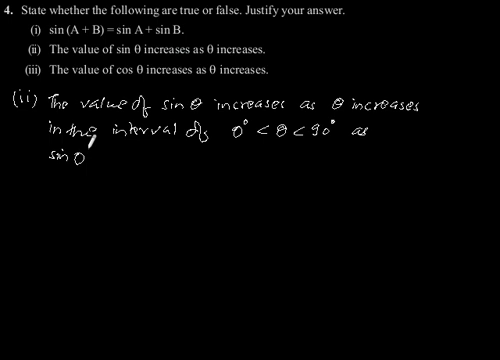 4. State whether the following are true or false. Justify your answer.
(i) sin (A + B) = sin A + sin B.
(ii) The value of sin θ increases as θ increases.
(iii) The value of cos θ increases as θ increases.
(ii) The value of sin θ increases as θ increases
in the interval of 0° < θ < 90° as
sin 0